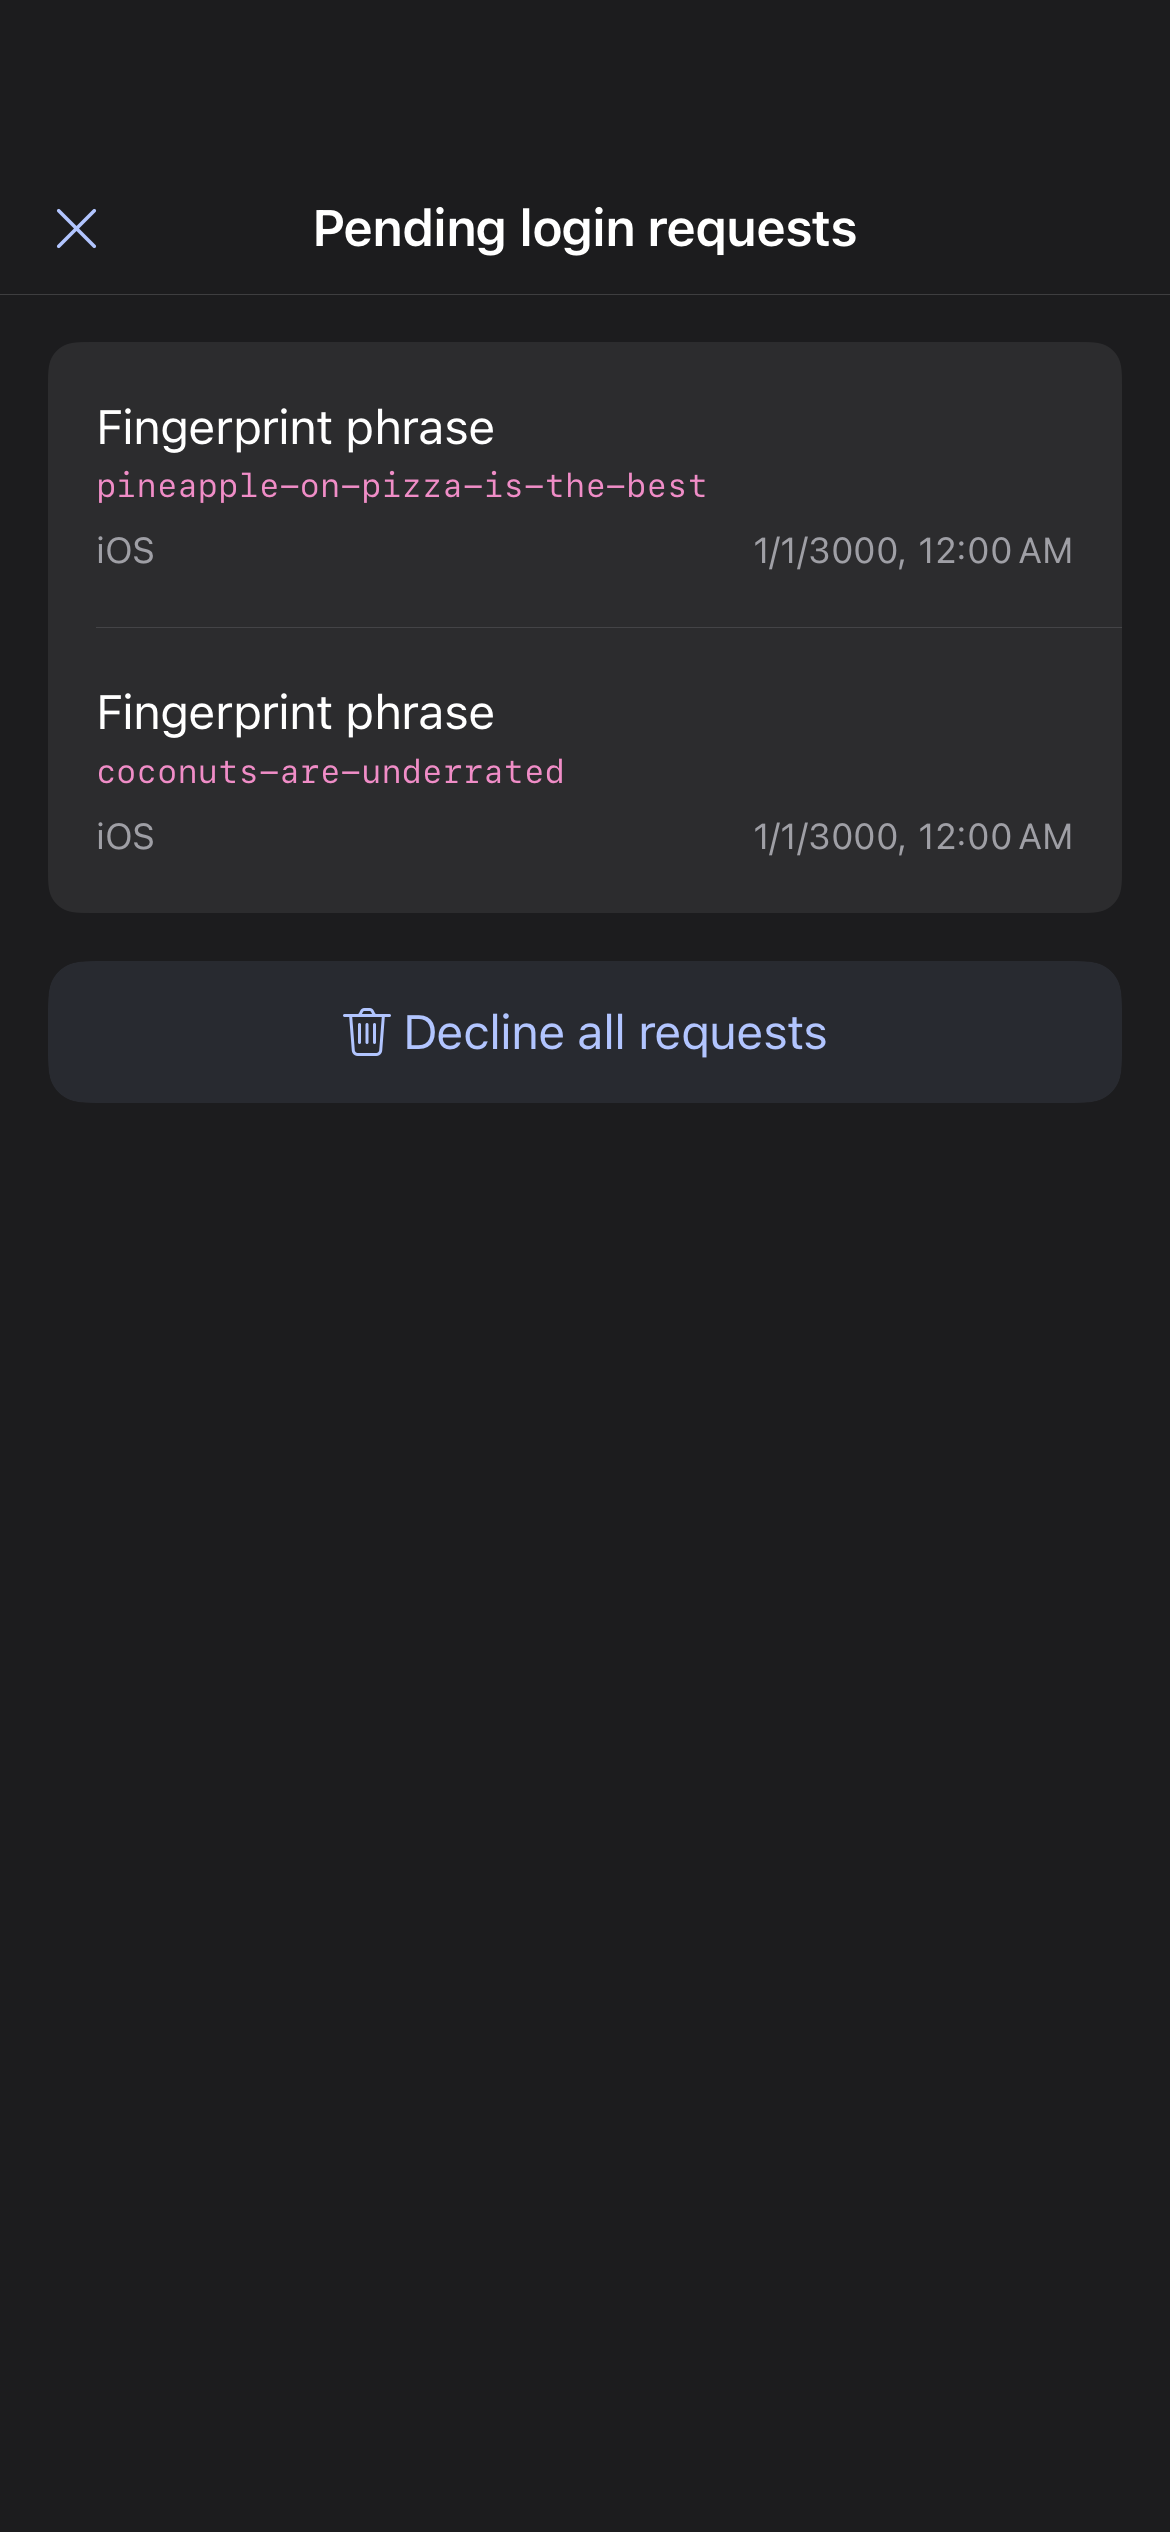 Pending login requests
Fingerprint phrase
pineapple-on-pizza-is-the-best
iOS 1/1/3000, 12:00 AM
Fingerprint phrase
coconuts-are-underrated
iOS 1/1/3000, 12:00 AM
Decline all requests